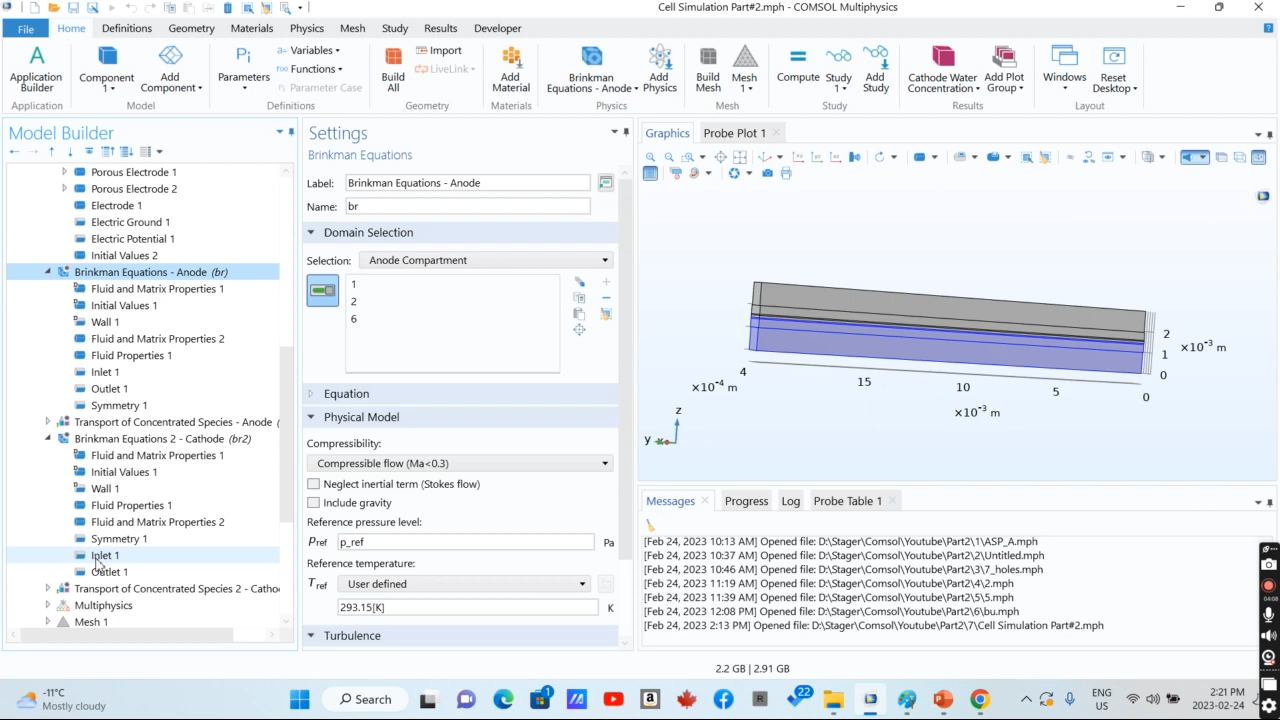 Cell Simulation Part#2.mph - COMSOL Multiphysics
File Home Definitions Geometry Materials Physics Mesh Study Results Developer
Application Builder
Component 1
Add Component
Pi Parameters
a= Variables
f(x) Functions
Parameter Case
Build All
Import
LiveLink
Add Material
Brinkman Equations - Anode
Add Physics
Build Mesh
Mesh 1
Compute
Study 1
Add Study
Cathode Water Concentration
Add Plot Group
Windows
Reset Desktop
Application Model Definitions Geometry Materials Physics Mesh Study Results Layout
Model Builder
Porous Electrode 1
Porous Electrode 2
Electrode 1
Electric Ground 1
Electric Potential 1
Initial Values 2
Brinkman Equations - Anode (br)
Fluid and Matrix Properties 1
Initial Values 1
Wall 1
Fluid and Matrix Properties 2
Fluid Properties 1
Inlet 1
Outlet 1
Symmetry 1
Transport of Concentrated Species - Anode (
Brinkman Equations 2 - Cathode (br2)
Fluid and Matrix Properties 1
Initial Values 1
Wall 1
Fluid Properties 1
Fluid and Matrix Properties 2
Symmetry 1
Inlet 1
Outlet 1
Transport of Concentrated Species 2 - Catho
Multiphysics
Mesh 1
Settings
Brinkman Equations
Label: Brinkman Equations - Anode
Name: br
Domain Selection
Selection: Anode Compartment
1
2
6
Equation
Physical Model
Compressibility:
Compressible flow (Ma<0.3)
Neglect inertial term (Stokes flow)
Include gravity
Reference pressure level:
Pref p_ref Pa
Reference temperature:
Tref User defined
293.15[K] K
Turbulence
Graphics Probe Plot 1
2
1 ×10⁻³ m
0
4
×10⁻⁴ m
15
10
5
0
×10⁻³ m
z
y
Messages Progress Log Probe Table 1
[Feb 24, 2023 10:13 AM] Opened file: D:\Stager\Comsol\Youtube\Part2\1\ASP_A.mph
[Feb 24, 2023 10:37 AM] Opened file: D:\Stager\Comsol\Youtube\Part2\2\Untitled.mph
[Feb 24, 2023 10:46 AM] Opened file: D:\Stager\Comsol\Youtube\Part2\3\7_holes.mph
[Feb 24, 2023 11:19 AM] Opened file: D:\Stager\Comsol\Youtube\Part2\4\2.mph
[Feb 24, 2023 11:39 AM] Opened file: D:\Stager\Comsol\Youtube\Part2\5\5.mph
[Feb 24, 2023 12:08 PM] Opened file: D:\Stager\Comsol\Youtube\Part2\6\bu.mph
[Feb 24, 2023 2:13 PM] Opened file: D:\Stager\Comsol\Youtube\Part2\7\Cell Simulation Part#2.mph
04:08
2.2 GB | 2.91 GB
-11°C
Mostly cloudy
Search
1
a
R
22
ENG
US
2:21 PM
2023-02-24